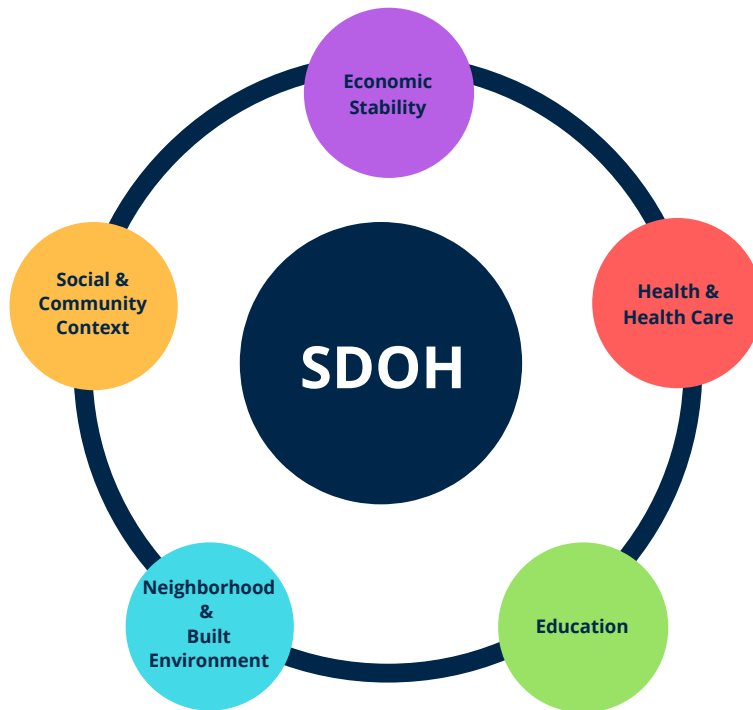 Economic
Stability
Social &
Community
Context
Health &
Health Care
SDOH
Neighborhood
&
Built
Environment
Education